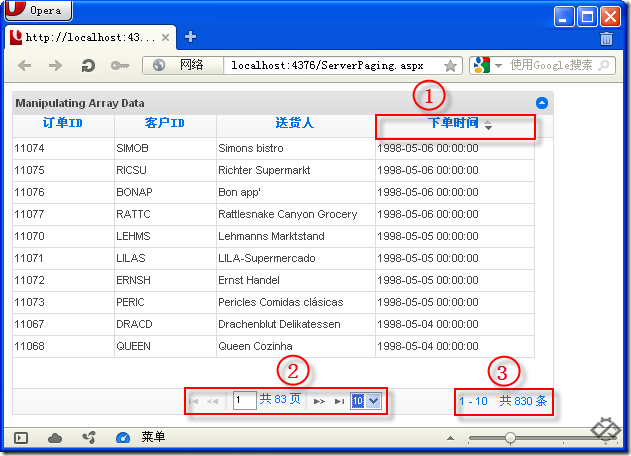 Opera
http://localhost:43...
网络 localhost:4376/ServerPaging.aspx 使用Google搜索
①
Manipulating Array Data
订单ID 客户ID 送货人 下单时间
11074 SIMOB Simons bistro 1998-05-06 00:00:00
11075 RICSU Richter Supermarkt 1998-05-06 00:00:00
11076 BONAP Bon app' 1998-05-06 00:00:00
11077 RATTC Rattlesnake Canyon Grocery 1998-05-06 00:00:00
11070 LEHMS Lehmanns Marktstand 1998-05-05 00:00:00
11071 LILAS LILA-Supermercado 1998-05-05 00:00:00
11072 ERNSH Ernst Handel 1998-05-05 00:00:00
11073 PERIC Pericles Comidas clásicas 1998-05-05 00:00:00
11067 DRACD Drachenblut Delikatessen 1998-05-04 00:00:00
11068 QUEEN Queen Cozinha 1998-05-04 00:00:00
② ③
1 共 83 页 10 1 - 10 共 830 条
菜单